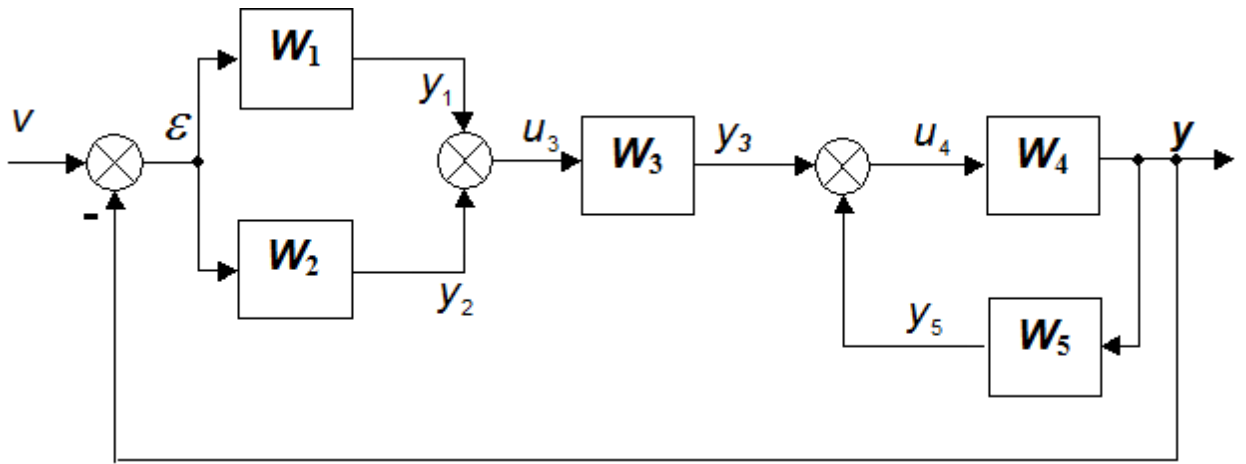 W₁
v
ε
y₁
u₃
W₃
y₃
u₄
W₄
y
-
W₂
y₂
y₅
W₅